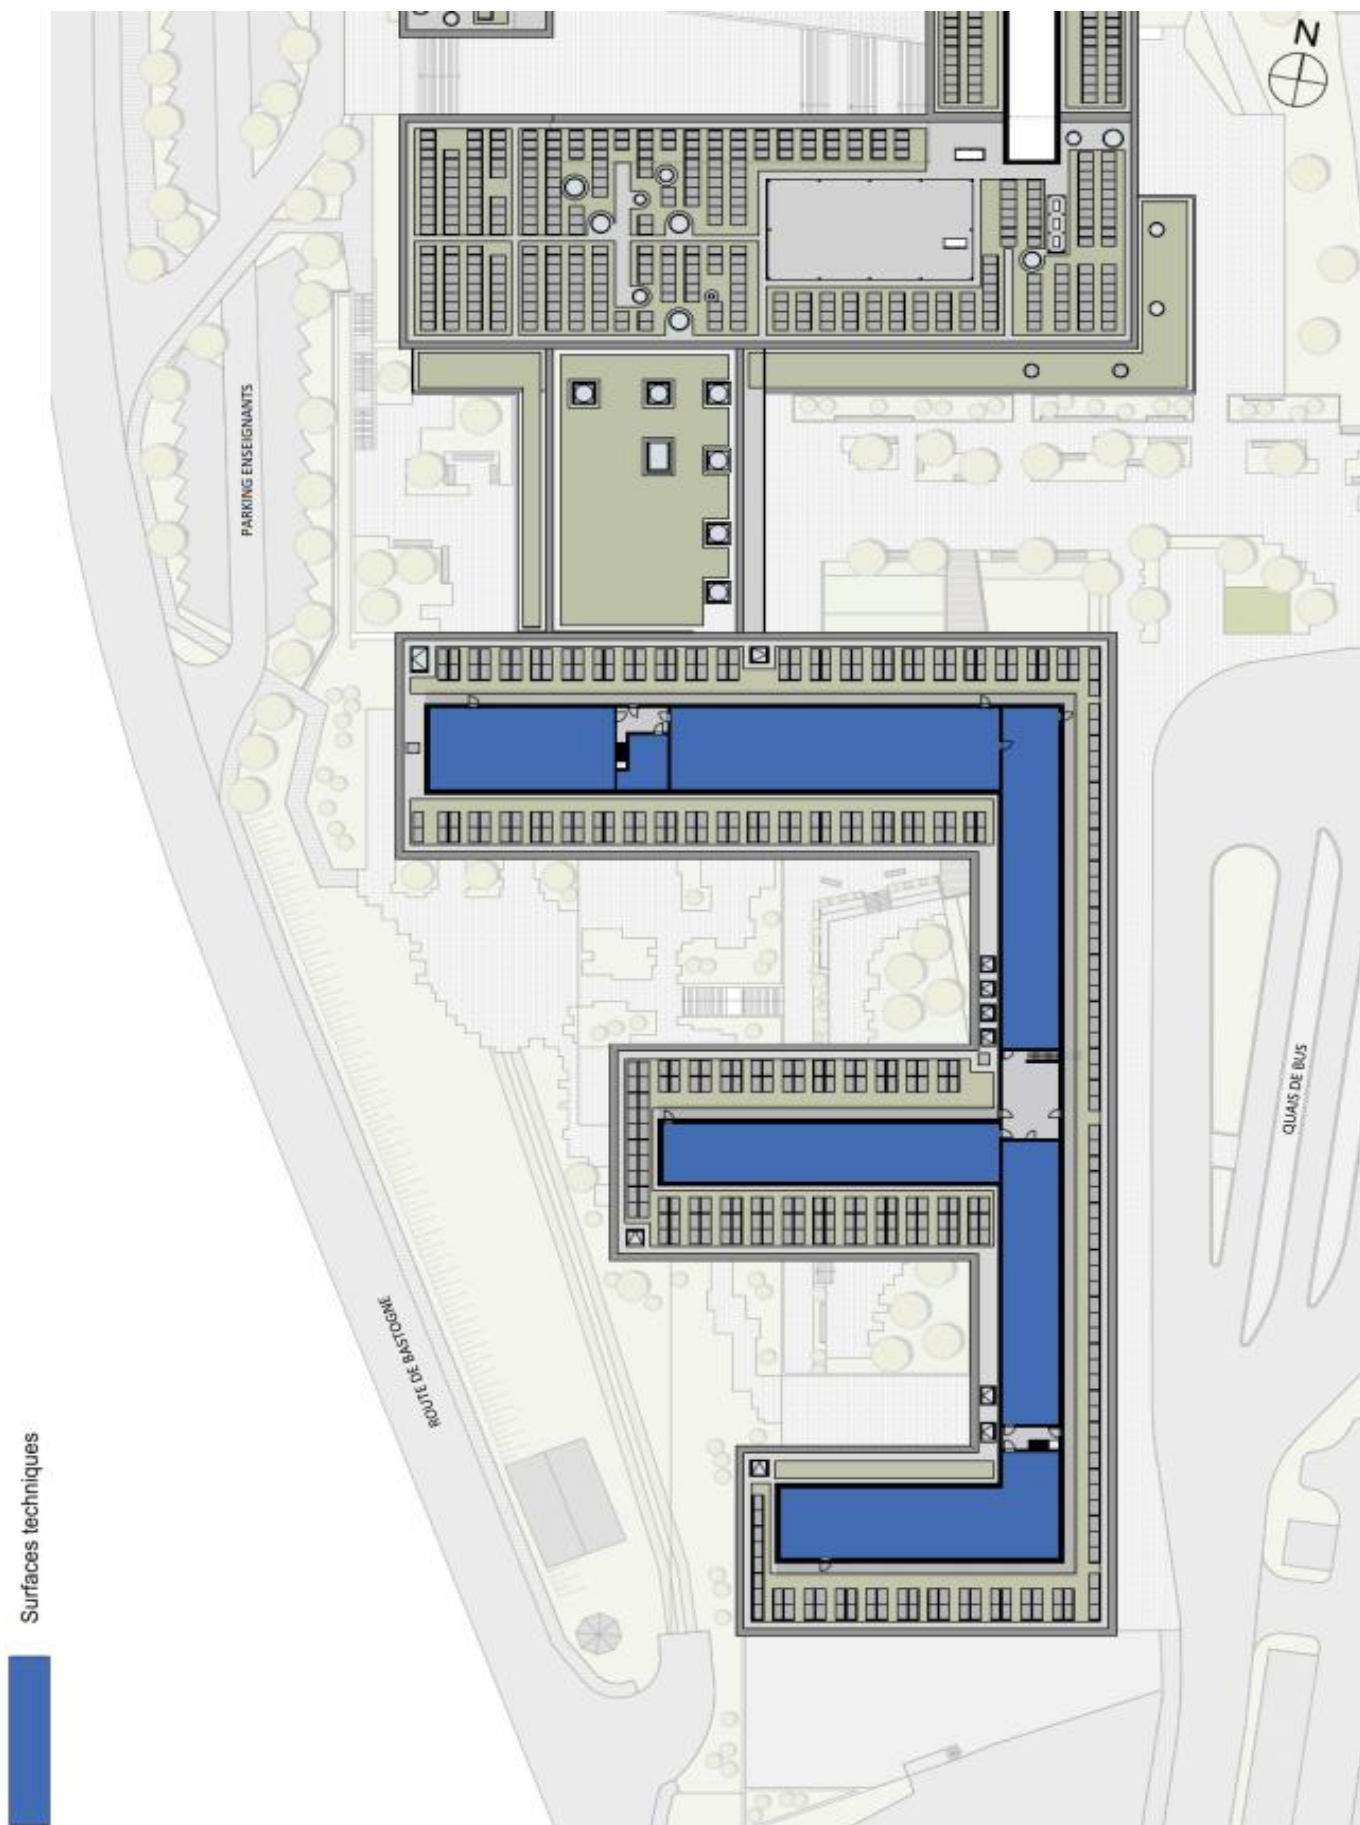 N
PARKING ENSEIGNANTS
QUAIS DE BUS
ROUTE DE BASTOGNE
Surfaces techniques